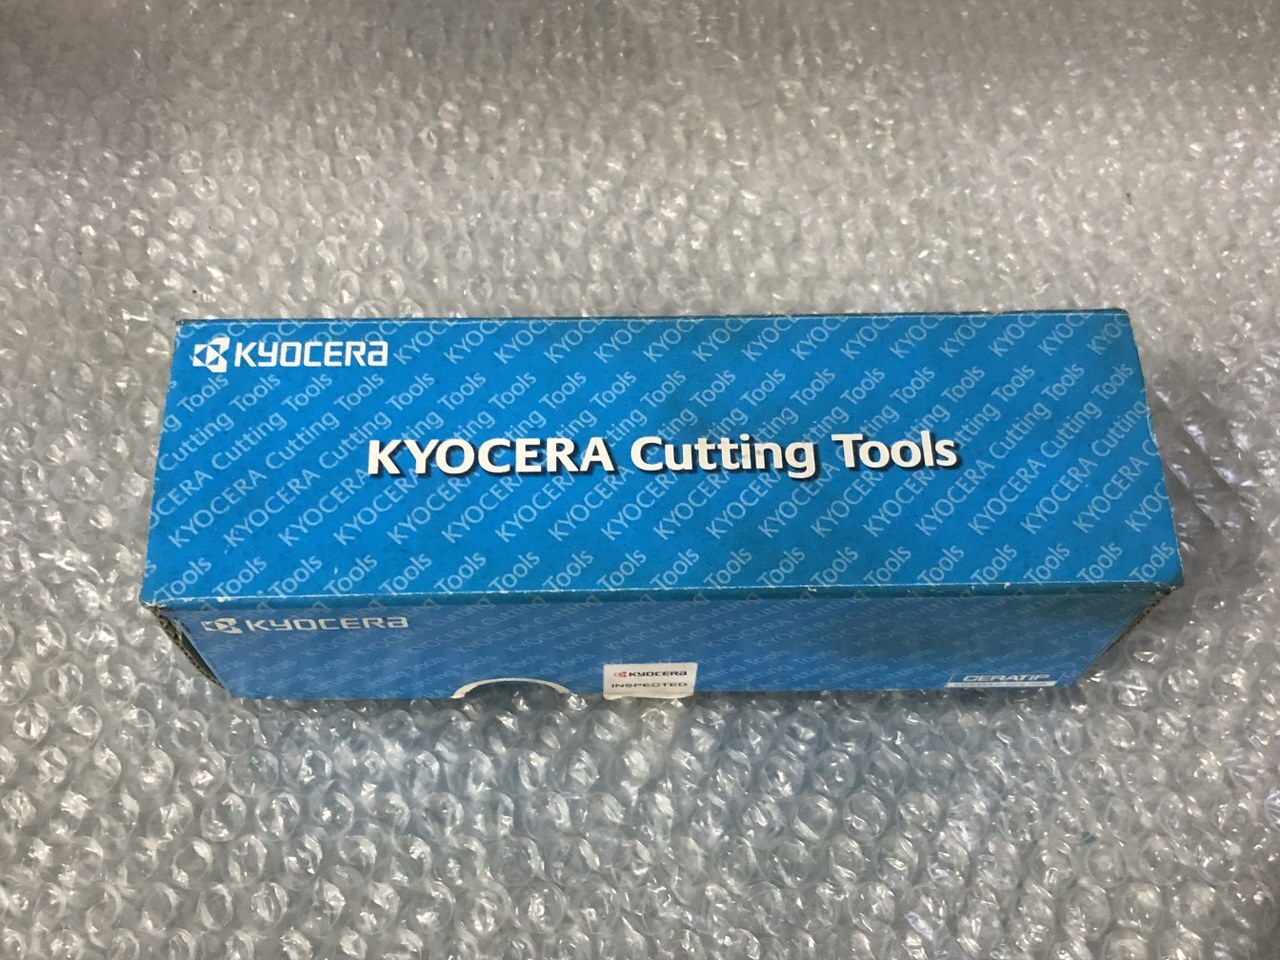 KYOCERA
KYOCERA Cutting Tools
KYOCERA
KYOCERA
INSPECTED
CERATIP